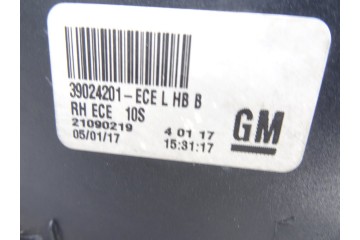 39024201-ECE L HB B
RH ECE 10S
21090219 4 01 17
05/01/17 15:31:17
GM